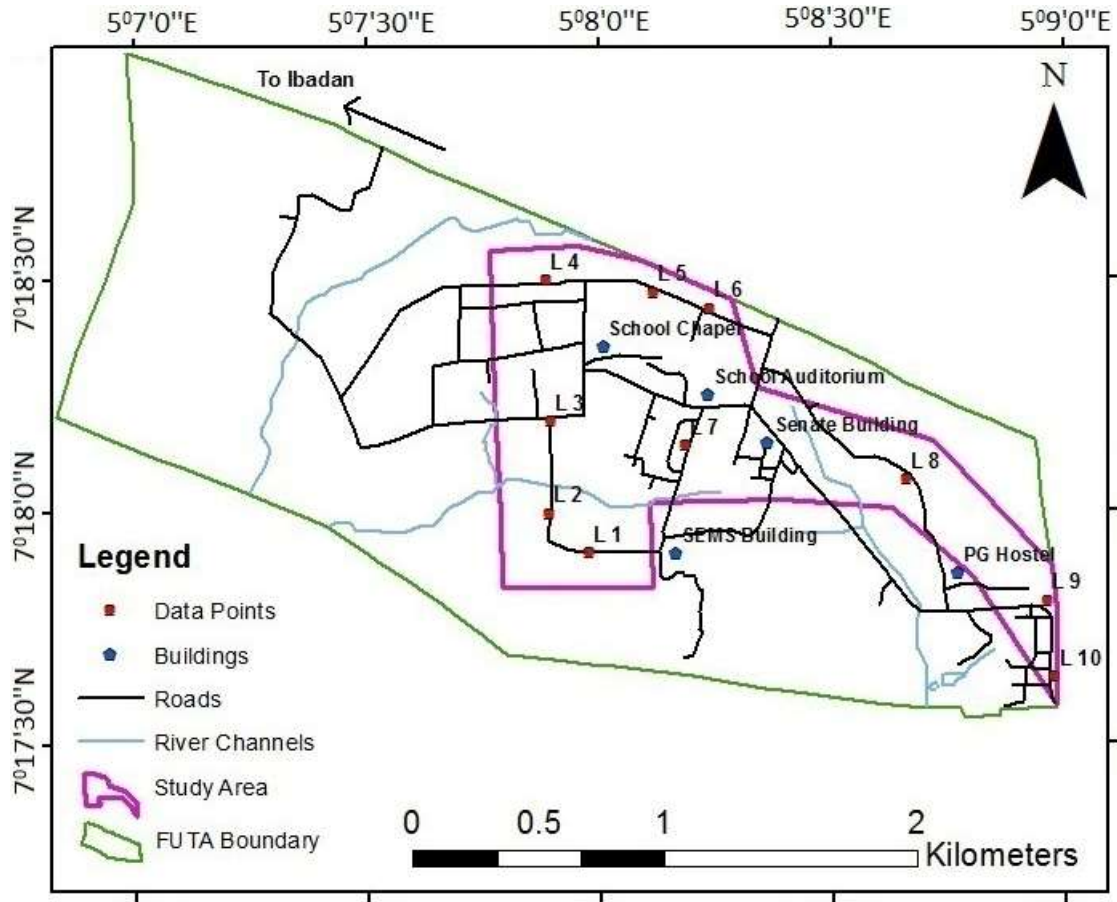 5⁰7'0"E 5⁰7'30"E 5⁰8'0"E 5⁰8'30"E 5⁰9'0"E
To Ibadan
N
7⁰18'30"N
L 4
L 5
L 6
School Chapel
School Auditorium
L 3
Senate Building
L 7
L 8
7⁰18'0"N
L 2
L 1
SEMS Building
PG Hostel
L 9
L 10
7⁰17'30"N
Legend
Data Points
Buildings
Roads
River Channels
Study Area
FUTA Boundary
0 0.5 1 2
Kilometers